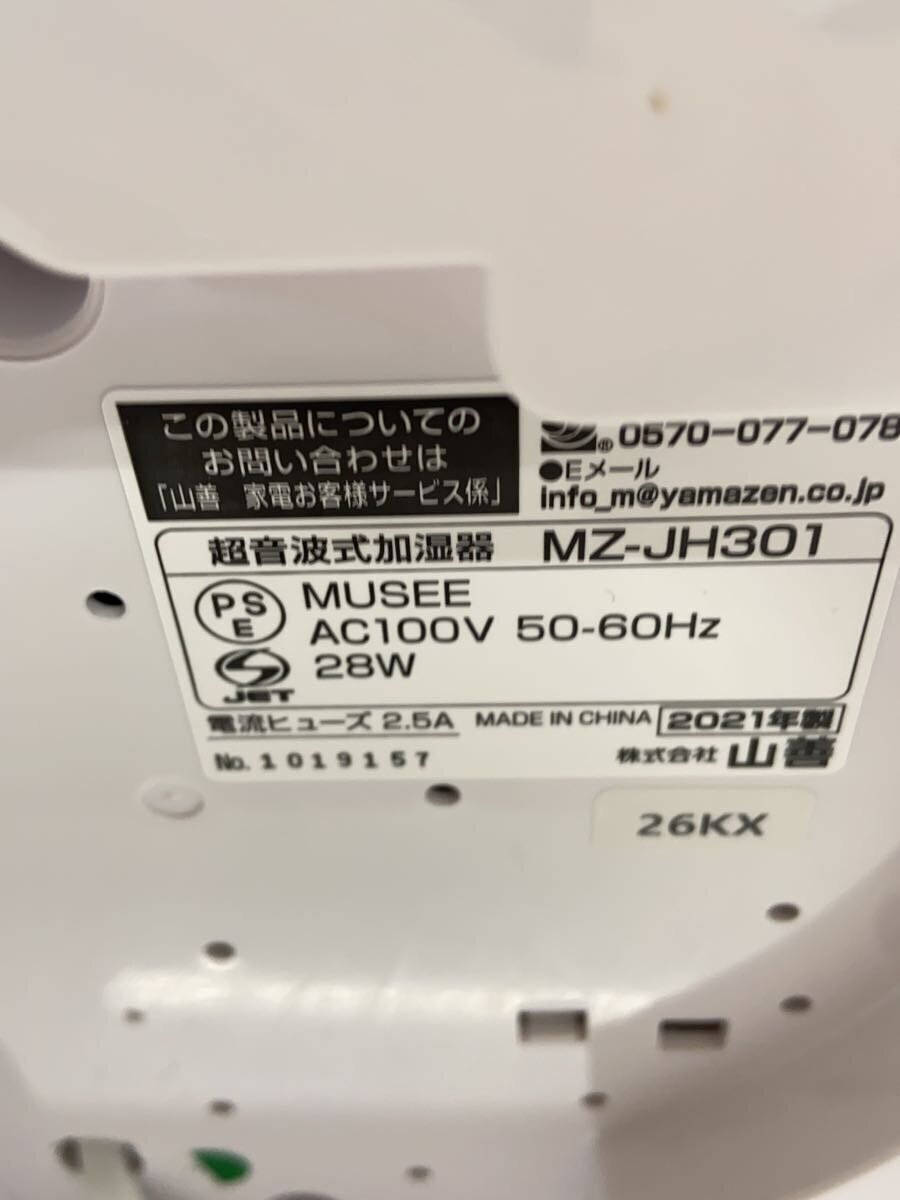 この製品についての
お問い合わせは
「山善 家電お客様サービス係」
® 0570-077-078
●Eメール
info_m@yamazen.co.jp
超音波式加湿器 MZ-JH301
PSE MUSEE
AC100V 50-60Hz
JET 28W
電流ヒューズ 2.5A MADE IN CHINA 2021年製
No. 1019157 株式会社 山善
26KX